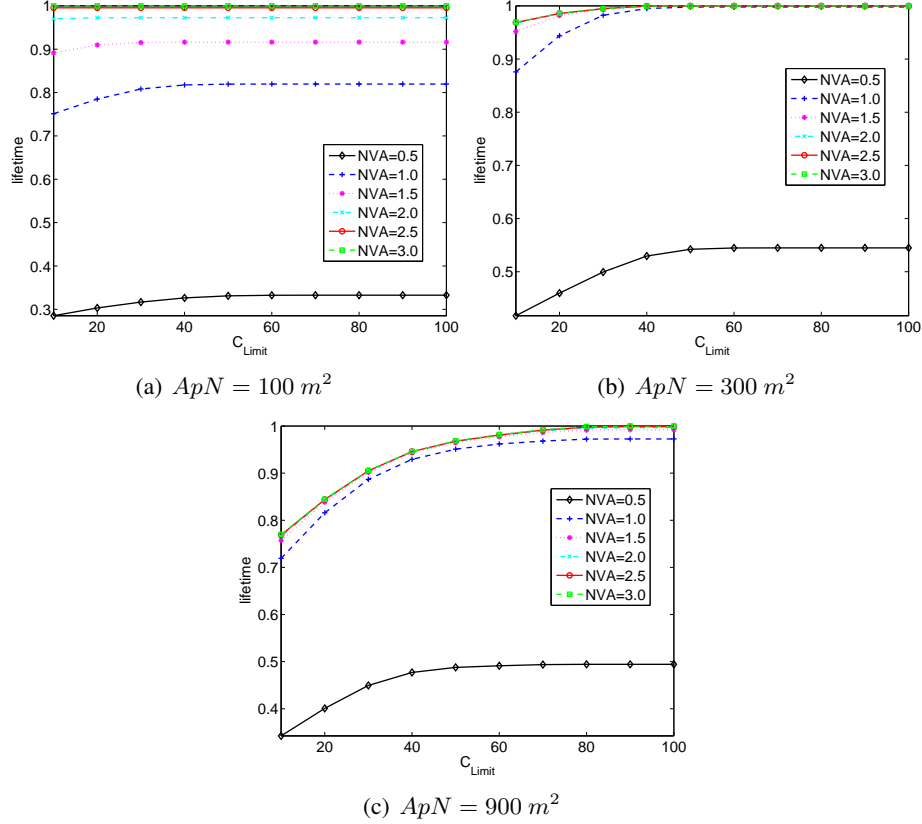 1
0.9
0.8
0.7
0.6
0.5
0.4
0.3
lifetime
20 40 60 80 100
C_Limit
NVA=0.5
NVA=1.0
NVA=1.5
NVA=2.0
NVA=2.5
NVA=3.0
(a) ApN = 100 m²
1
0.9
0.8
0.7
0.6
0.5
lifetime
20 40 60 80 100
C_Limit
NVA=0.5
NVA=1.0
NVA=1.5
NVA=2.0
NVA=2.5
NVA=3.0
(b) ApN = 300 m²
1
0.9
0.8
0.7
0.6
0.5
0.4
lifetime
20 40 60 80 100
C_Limit
NVA=0.5
NVA=1.0
NVA=1.5
NVA=2.0
NVA=2.5
NVA=3.0
(c) ApN = 900 m²